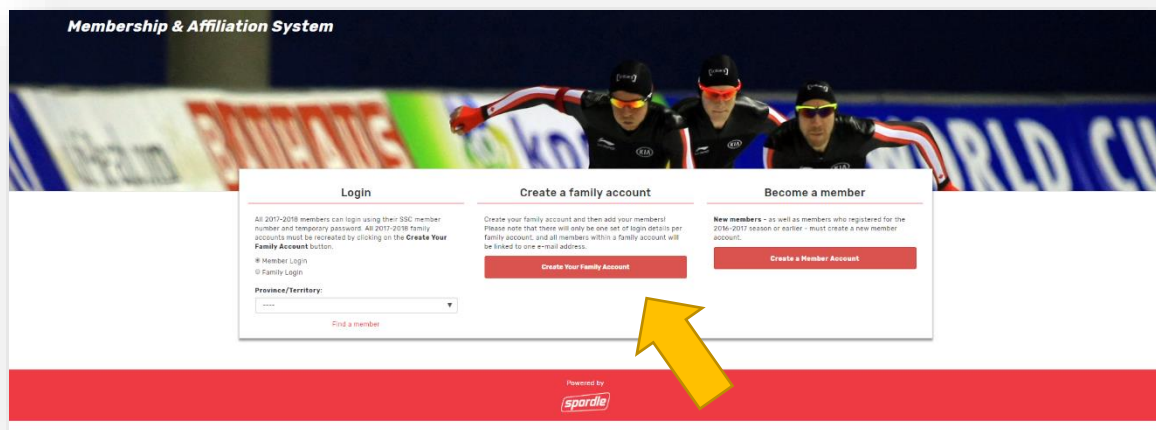 Membership & Affiliation System
WORLD CU
KIA
KIA
Login
All 2017-2018 members can login using their SSC member
number and temporary password. All 2017-2018 family
accounts must be recreated by clicking on the Create Your
Family Account button.
Member Login
Family Login
Province/Territory:
----
Find a member
Create a family account
Create your family account and then add your members!
Please note that there will only be one set of login details per
family account, and all members within a family account will
be linked to one e-mail address.
Create Your Family Account
Become a member
New members - as well as members who registered for the
2016-2017 season or earlier - must create a new member
account.
Create a Member Account
Powered by
spordle